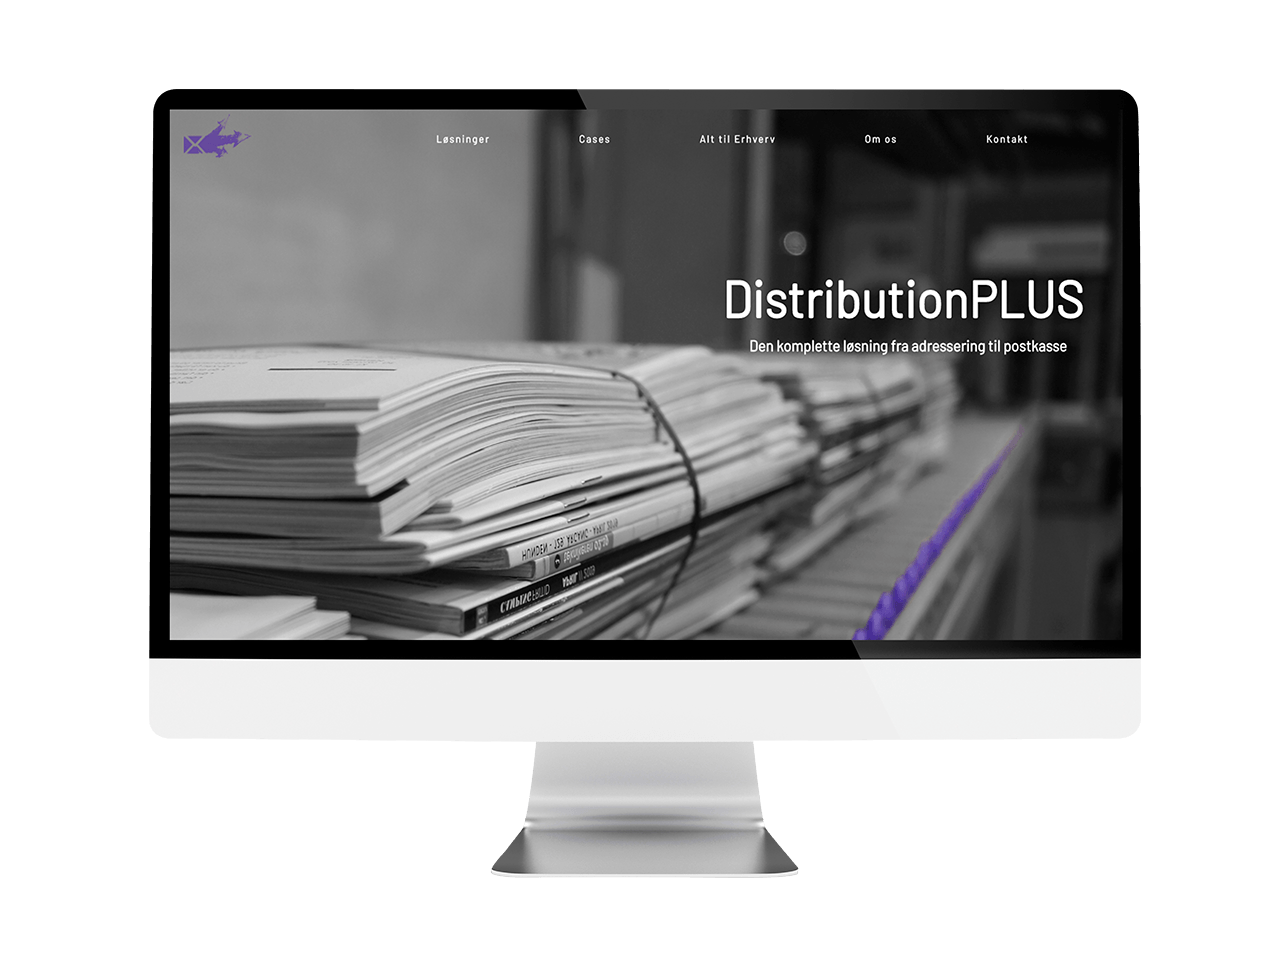 Løsninger
Cases
Alt til Erhverv
Om os
Kontakt
DistributionPLUS
Den komplette løsning fra adressering til postkasse